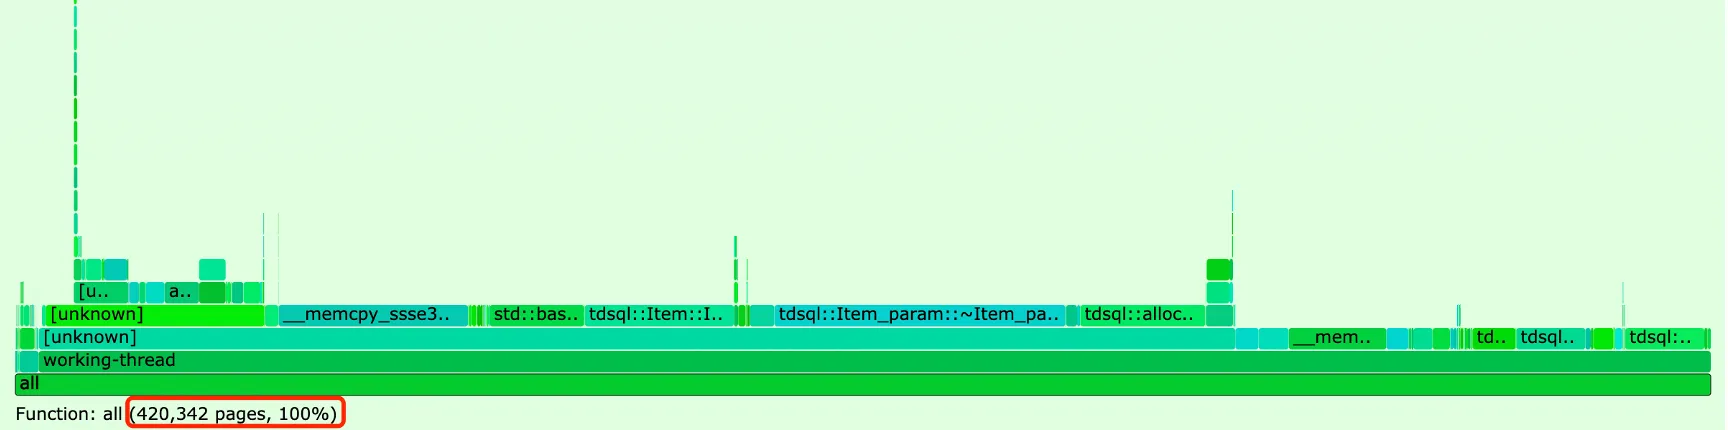 [u.. a..
[unknown] __memcpy_ssse3.. std::bas.. tdsql::Item::I.. tdsql::Item_param::~Item_pa.. tdsql::alloc..
[unknown] __mem.. td.. tdsql.. tdsql:..
working-thread
all
Function: all (420,342 pages, 100%)